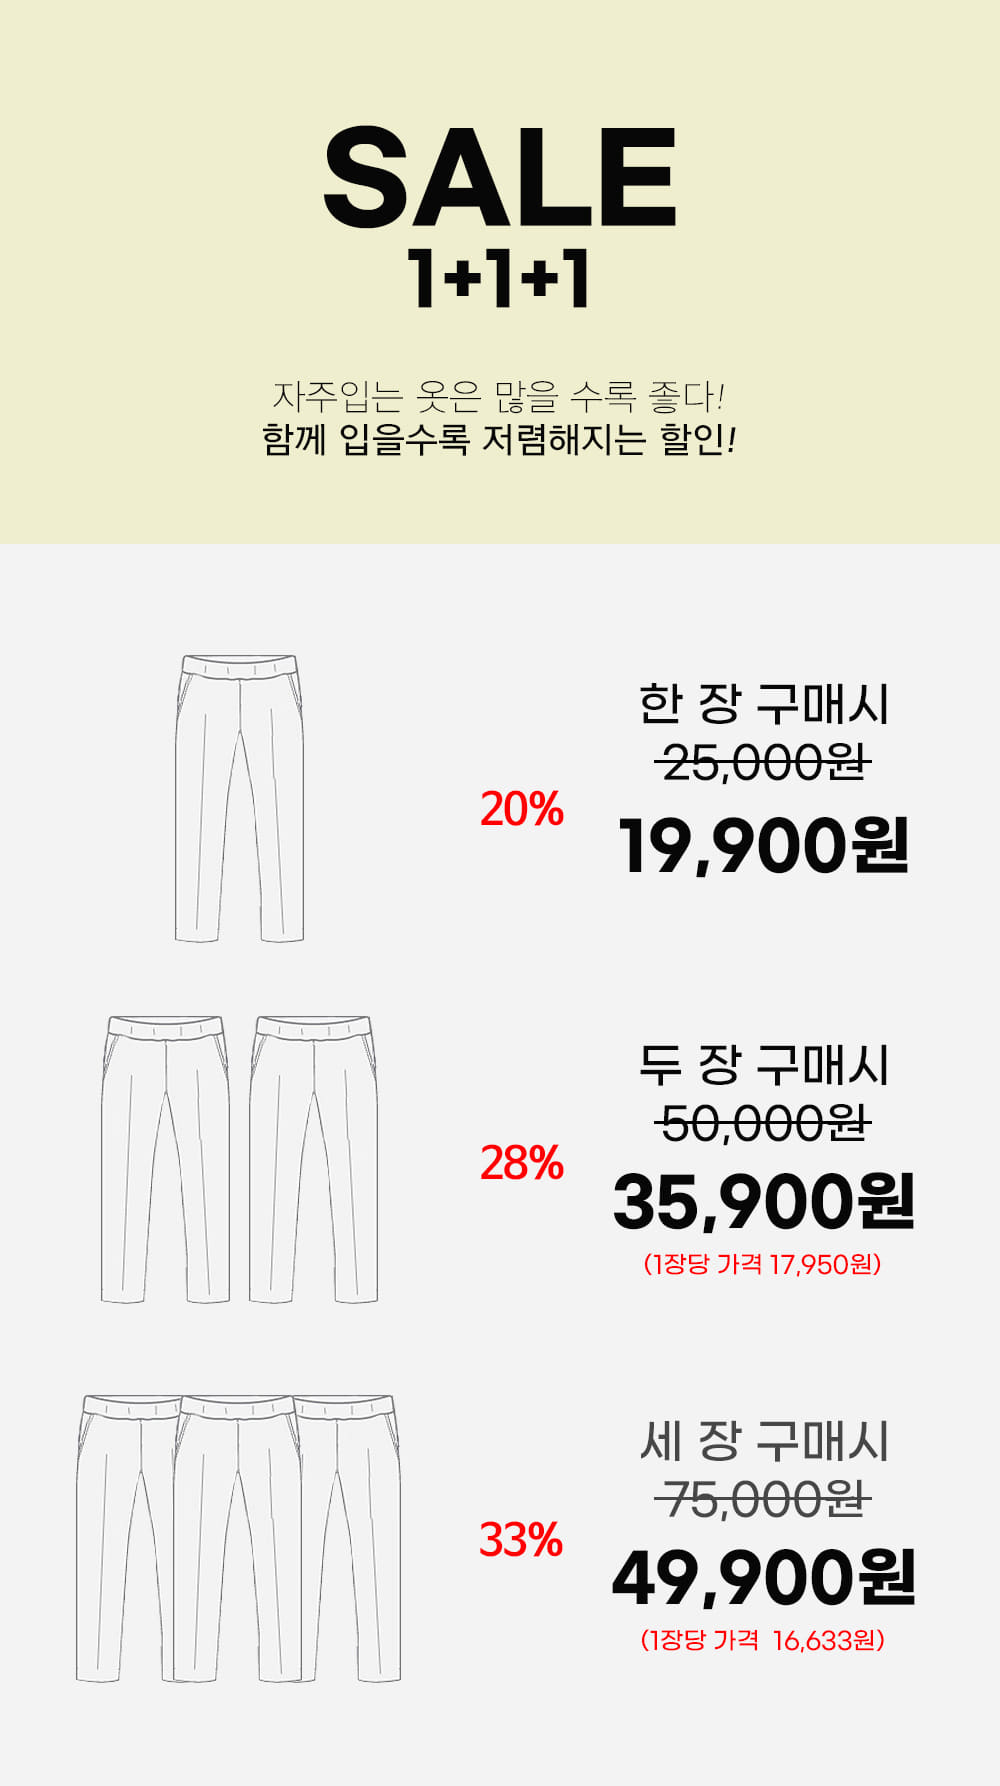 SALE
1+1+1
자주입는 옷은 많을 수록 좋다!
함께 입을수록 저렴해지는 할인!
한 장 구매시
25,000원
20%
19,900원
두 장 구매시
50,000원
28%
35,900원
(1장당 가격 17,950원)
세 장 구매시
75,000원
33%
49,900원
(1장당 가격 16,633원)